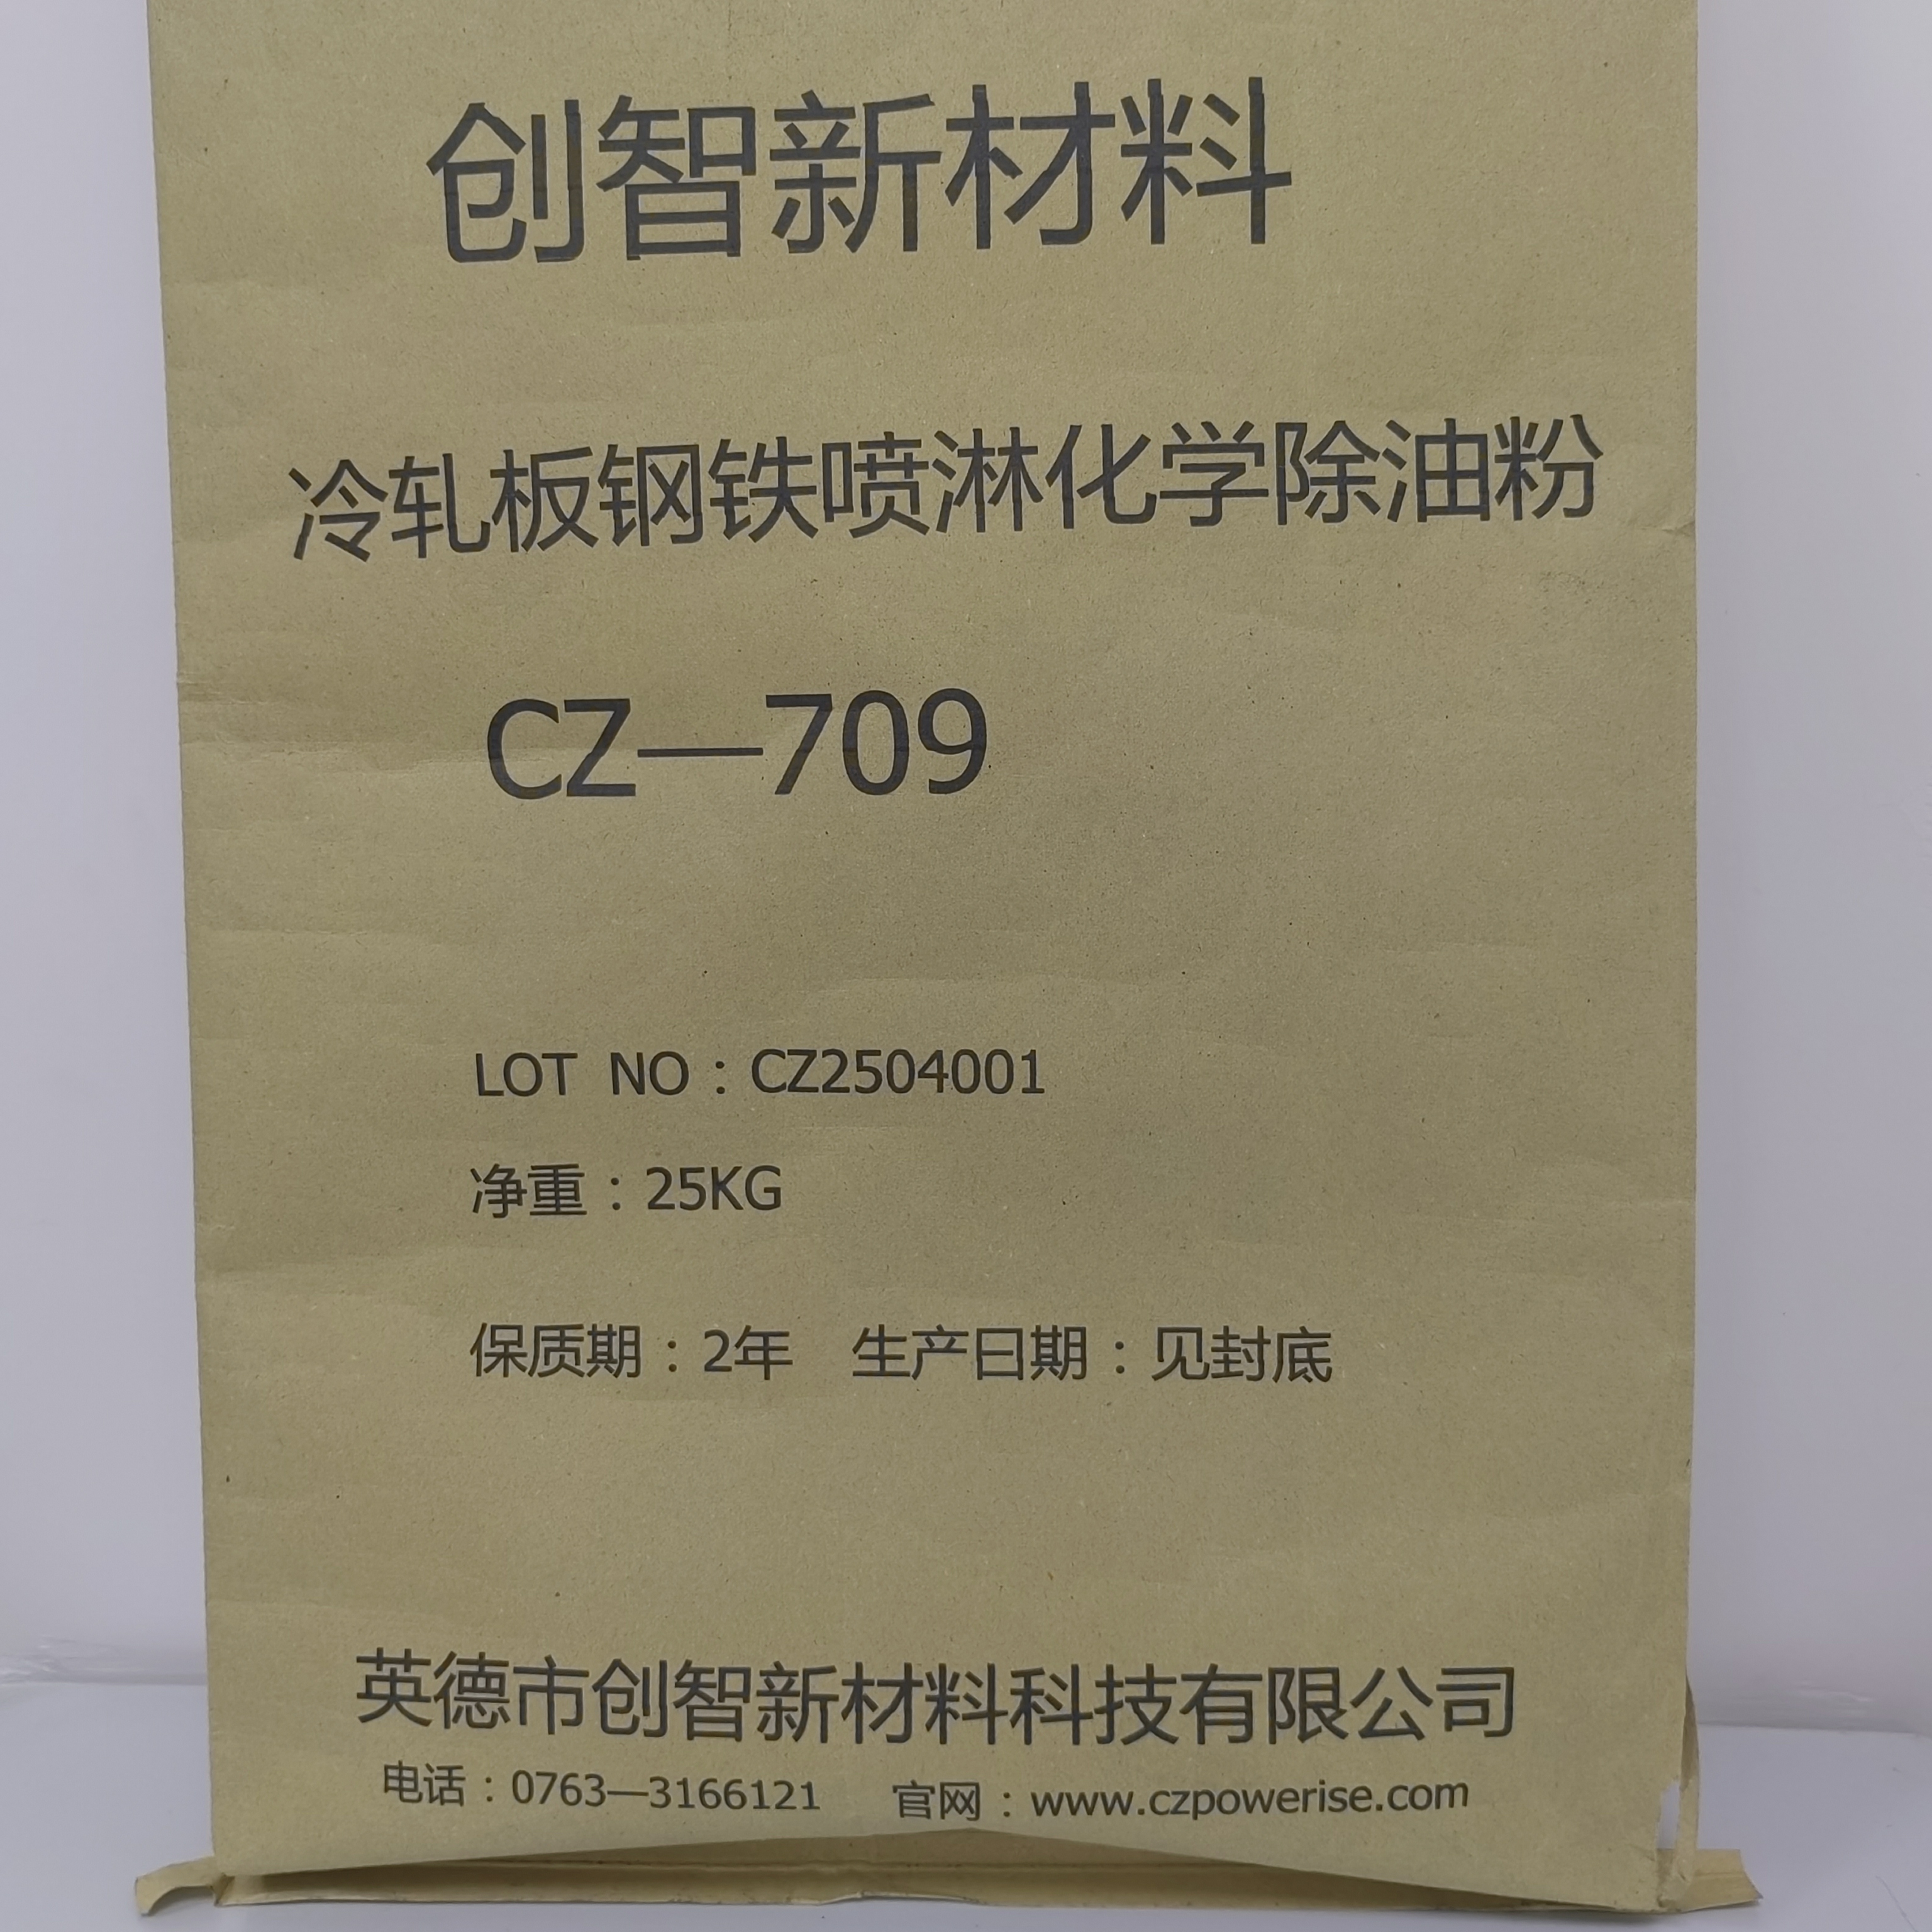 创智新材料
冷轧板钢铁喷淋化学除油粉
CZ—709
LOT NO：CZ2504001
净重：25KG
保质期：2年 生产日期：见封底
英德市创智新材料科技有限公司
电话：0763—3166121 官网：www.czpowerise.com